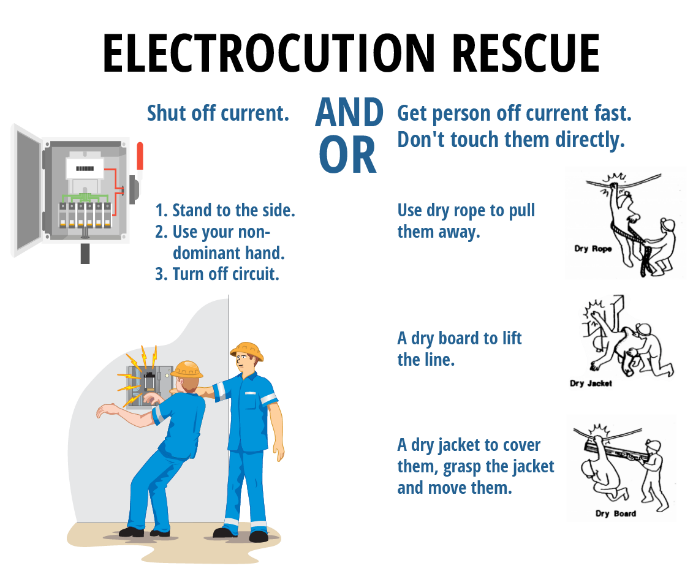 ELECTROCUTION RESCUE
Shut off current.
AND
OR
Get person off current fast.
Don't touch them directly.
1. Stand to the side.
2. Use your non-
dominant hand.
3. Turn off circuit.
Use dry rope to pull
them away.
Dry Rope
A dry board to lift
the line.
Dry Jacket
A dry jacket to cover
them, grasp the jacket
and move them.
Dry Board